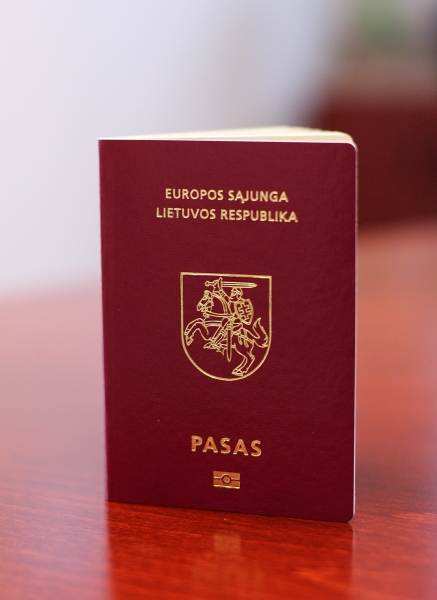 EUROPOS SĄJUNGA
LIETUVOS RESPUBLIKA
PASAS